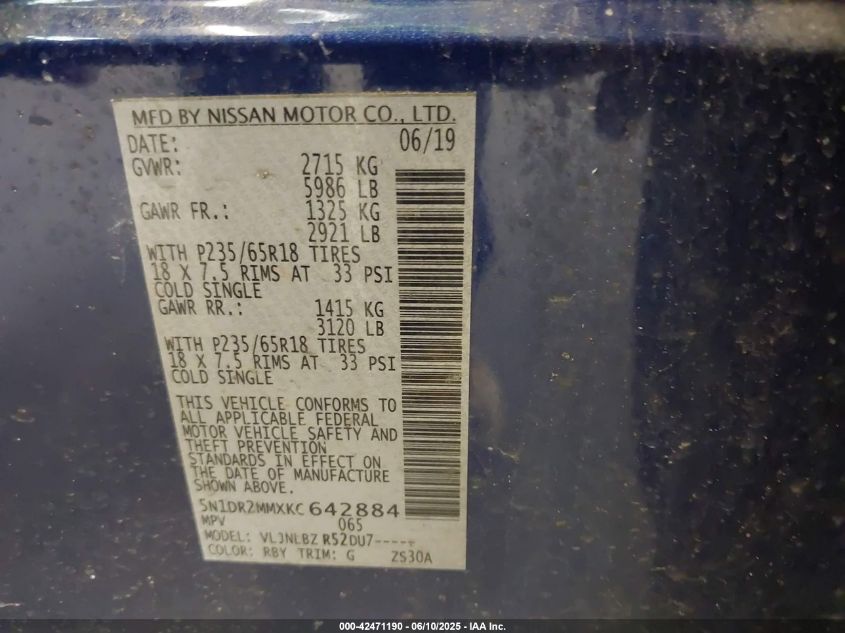 MFD BY NISSAN MOTOR CO., LTD.
DATE: 06/19
GVWR: 2715 KG
5986 LB
GAWR FR.: 1325 KG
2921 LB
WITH P235/65R18 TIRES
18 X 7.5 RIMS AT 33 PSI
COLD SINGLE
GAWR RR.: 1415 KG
3120 LB
WITH P235/65R18 TIRES
18 X 7.5 RIMS AT 33 PSI
COLD SINGLE
THIS VEHICLE CONFORMS TO
ALL APPLICABLE FEDERAL
MOTOR VEHICLE SAFETY AND
THEFT PREVENTION
STANDARDS IN EFFECT ON
THE DATE OF MANUFACTURE
SHOWN ABOVE.
5N1DR2MMXKC642884
MPV 065
MODEL: VLJNLBZ R52DU7-----
COLOR: RBY TRIM: G ZS30A
000-42471190 - 06/10/2025 - IAA Inc.